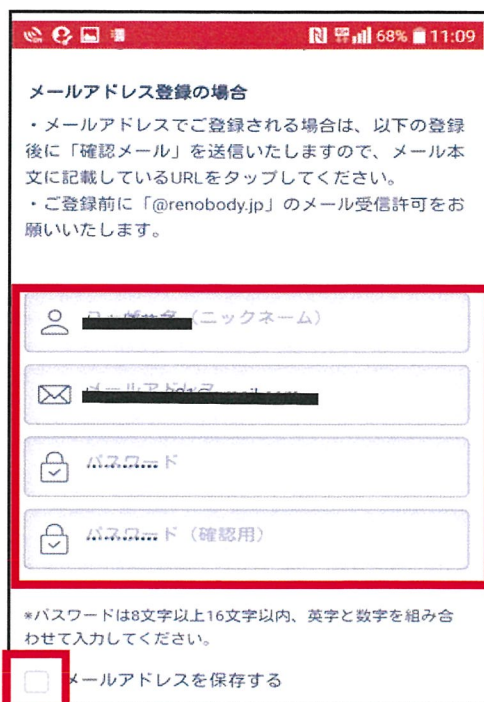 68% 11:09
メールアドレス登録の場合
・メールアドレスでご登録される場合は、以下の登録
後に「確認メール」を送信いたしますので、メール本
文に記載しているURLをタップしてください。
・ご登録前に「@renobody.jp」のメール受信許可をお
願いいたします。
（ニックネーム）
パスワード
パスワード（確認用）
*パスワードは8文字以上16文字以内、英字と数字を組み合
わせて入力してください。
メールアドレスを保存する